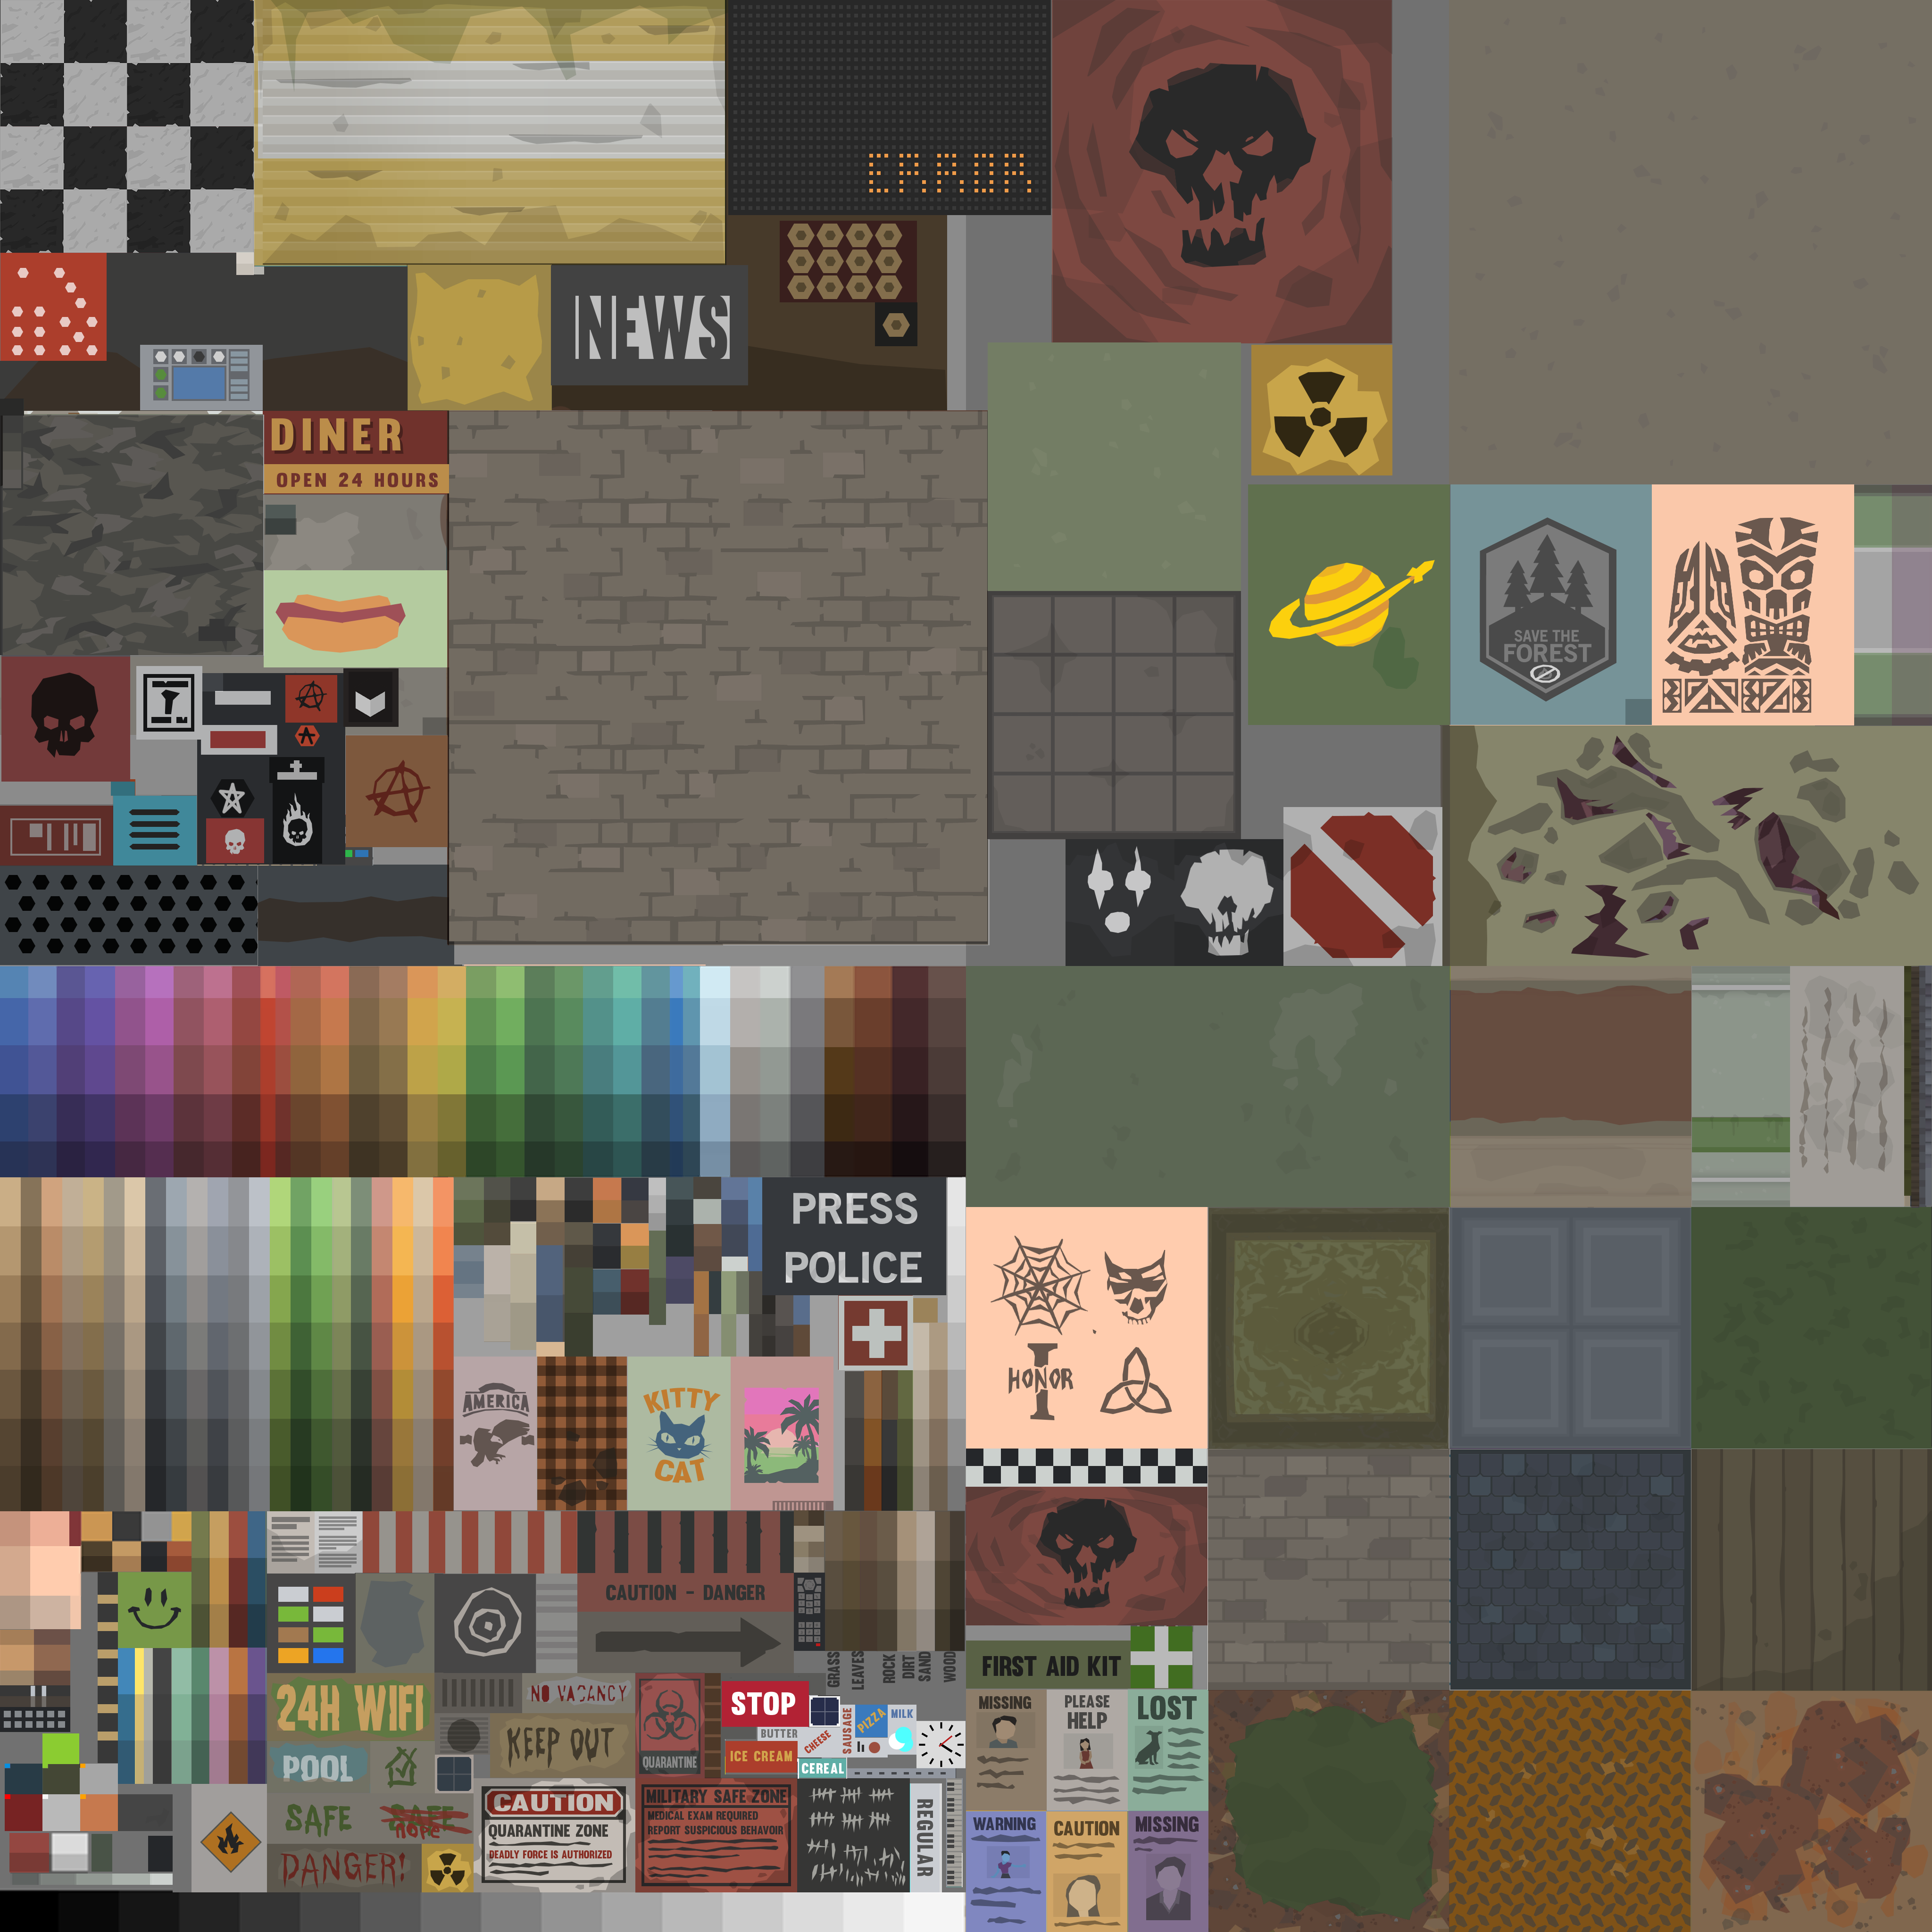 ERROR
NEWS
DINER
OPEN 24 HOURS
SAVE THE
FOREST
PRESS
POLICE
AMERICA
KITTY
CAT
HONOR
CAUTION - DANGER
FIRST AID KIT
GRASS
LEAVES
ROCK
DIRT
SAND
WOOD
24H WIFI
NO VACANCY
KEEP OUT
POOL
QUARANTINE
STOP
BUTTER
ICE CREAM
CHEESE
SAUSAGE
PIZZA
MILK
CEREAL
SAFE
SAFE
nope
DANGER!
CAUTION
QUARANTINE ZONE
DEADLY FORCE IS AUTHORIZED
MILITARY SAFE ZONE
MEDICAL EXAM REQUIRED
REPORT SUSPICIOUS BEHAVOIR
REGULAR
MISSING
PLEASE
HELP
LOST
WARNING
CAUTION
MISSING